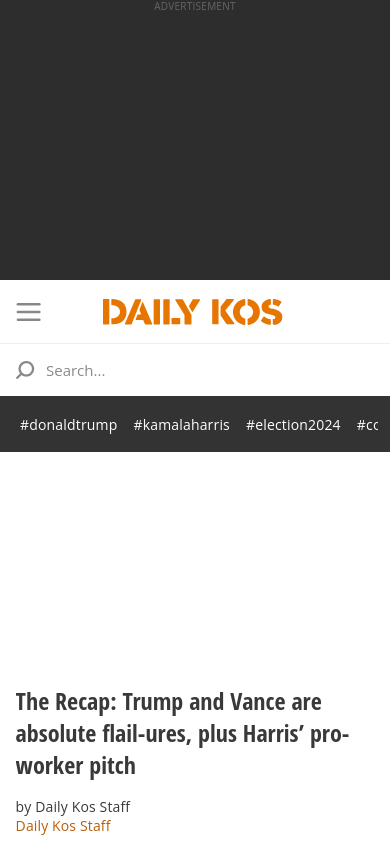 ADVERTISEMENT
DAILY KOS
Search...
#donaldtrump #kamalaharris #election2024
The Recap: Trump and Vance are
absolute flail-ures, plus Harris’ pro-
worker pitch
by Daily Kos Staff
Daily Kos Staff